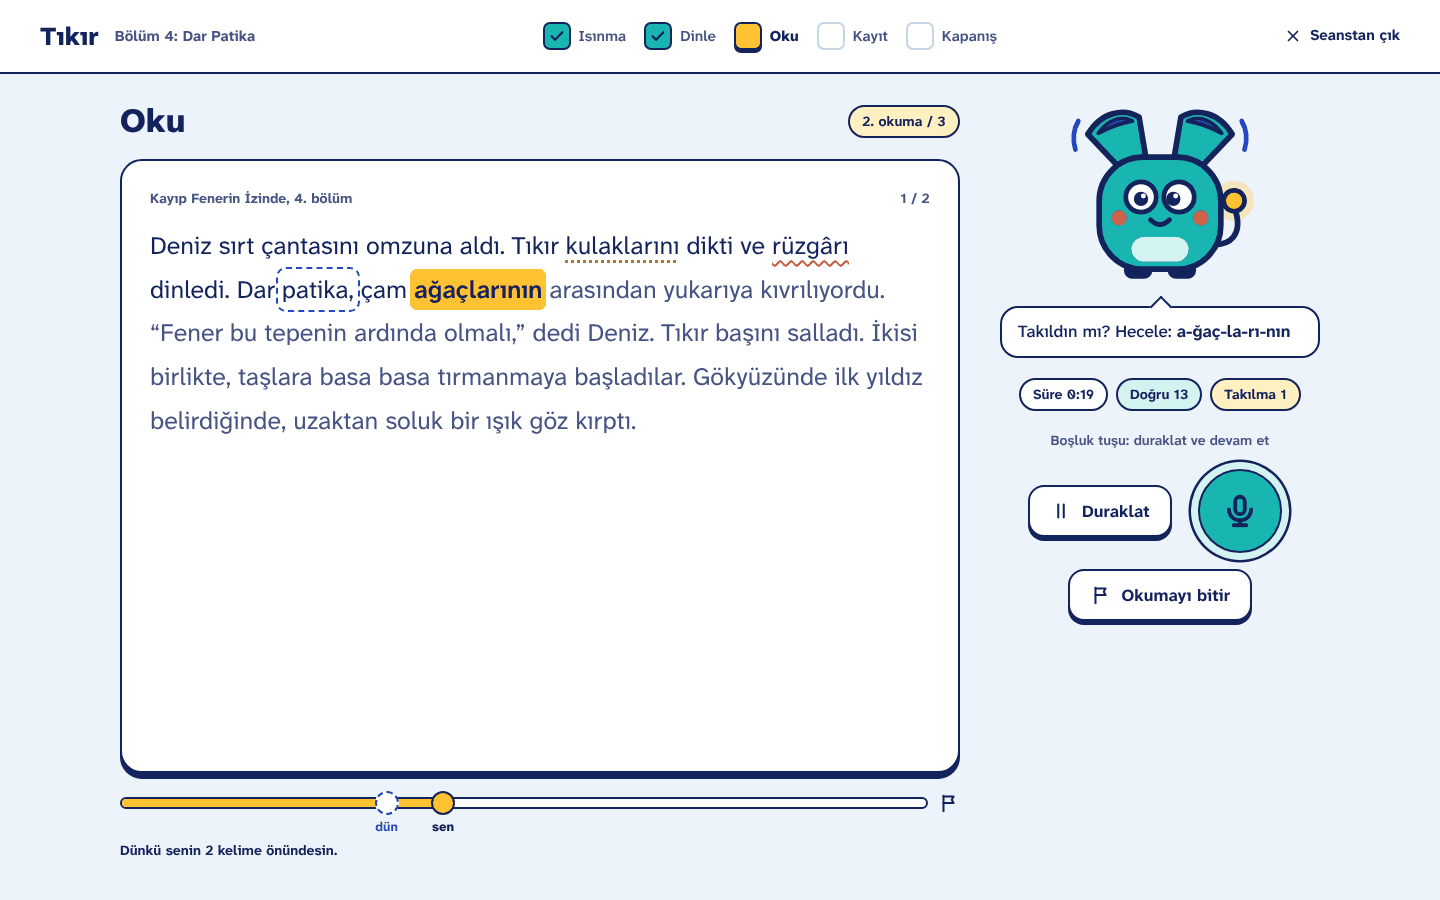 Tıkır
Bölüm 4: Dar Patika
Isınma
Dinle
Oku
Kayıt
Kapanış
Seanstan çık
Oku
2. okuma / 3
Kayıp Fenerin İzinde, 4. bölüm
1 / 2
Deniz sırt çantasını omzuna aldı. Tıkır kulaklarını dikti ve rüzgârı
dinledi. Dar patika, çam ağaçlarının arasından yukarıya kıvrılıyordu.
“Fener bu tepenin ardında olmalı,” dedi Deniz. Tıkır başını salladı. İkisi
birlikte, taşlara basa basa tırmanmaya başladılar. Gökyüzünde ilk yıldız
belirdiğinde, uzaktan soluk bir ışık göz kırptı.
dün
sen
Dünkü senin 2 kelime önündesin.
Takıldın mı? Hecele: a-ğaç-la-rı-nın
Süre 0:19
Doğru 13
Takılma 1
Boşluk tuşu: duraklat ve devam et
Duraklat
Okumayı bitir